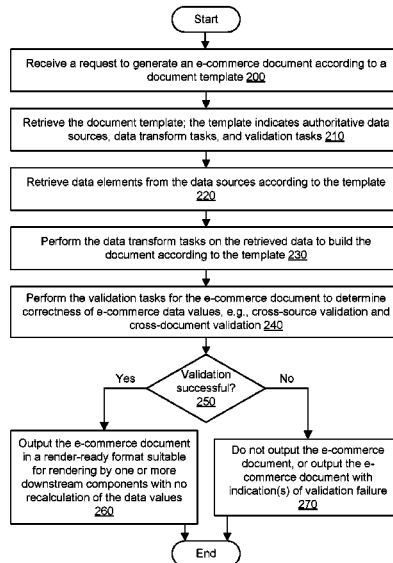 Start
Receive a request to generate an e-commerce document according to
a document template 200
Retrieve the document template; the template indicates authoritative data
sources, data transform tasks, and validation tasks 210
Retrieve data elements from the data sources according to the template
220
Perform the data transform tasks on the retrieved data to build the
document according to the template 230
Perform the validation tasks for the e-commerce document to determine
correctness of e-commerce data values, e.g., cross-source validation and
cross-document validation 240
Validation
successful?
250
Yes
No
Output the e-commerce document
in a render-ready format suitable
for rendering by one or more
downstream components with no
recalculation of the data values
260
Do not output the e-commerce
document, or output the e-
commerce document with
indication(s) of validation failure
270
End